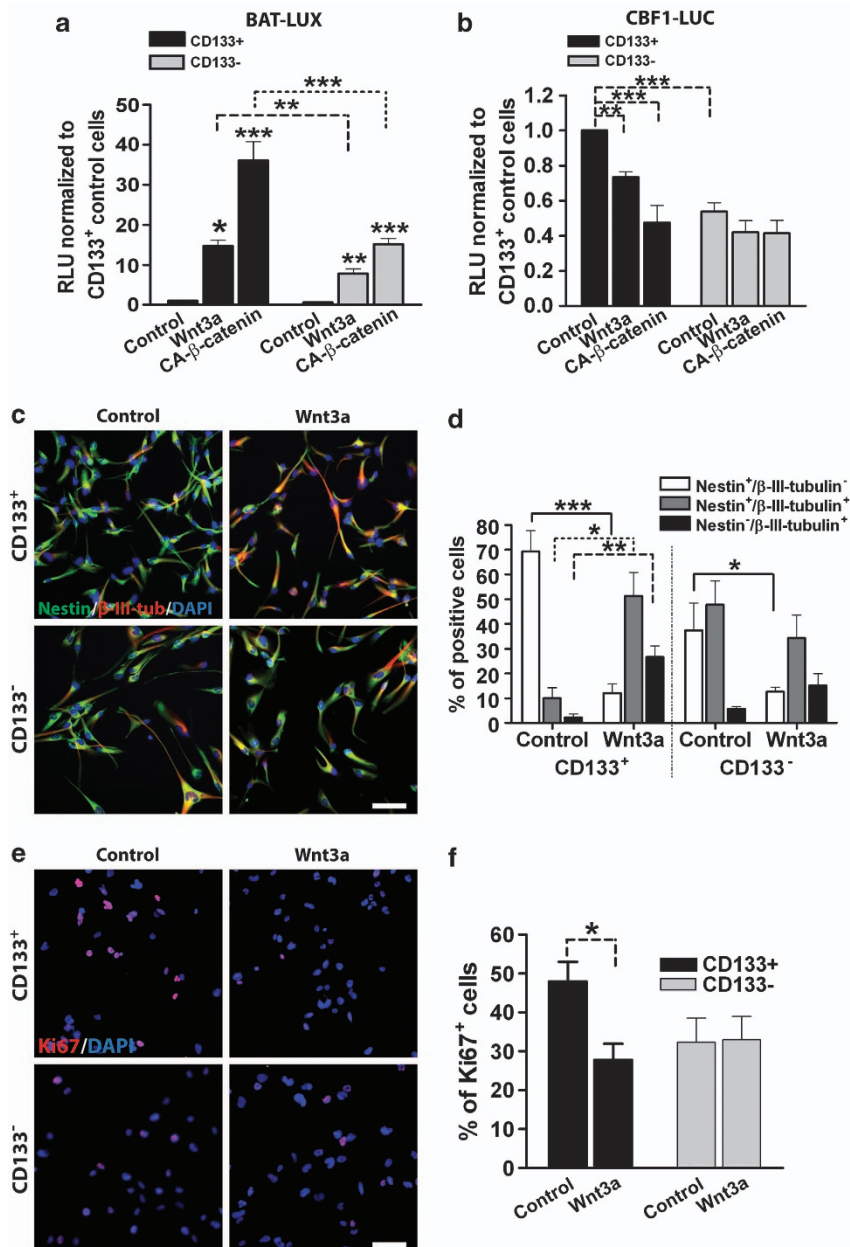 a
BAT-LUX
CD133+
CD133-
RLU normalized to
CD133+ control cells
50
40
30
20
10
0
***
**
***
*
**
***
Control
Wnt3a
CA-β-catenin
Control
Wnt3a
CA-β-catenin
b
CBF1-LUC
CD133+
CD133-
RLU normalized to
CD133+ control cells
1.2
1.0
0.8
0.6
0.4
0.2
0.0
***
***
**
Control
Wnt3a
CA-β-catenin
Control
Wnt3a
CA-β-catenin
c
Control
Wnt3a
CD133+
CD133-
Nestin/β-III-tub/DAPI
d
Nestin+/β-III-tubulin-
Nestin+/β-III-tubulin+
Nestin-/β-III-tubulin+
% of positive cells
80
70
60
50
40
30
20
10
0
***
*
**
*
Control
Wnt3a
Control
Wnt3a
CD133+
CD133-
e
Control
Wnt3a
CD133+
CD133-
Ki67/DAPI
f
% of Ki67+ cells
60
50
40
30
20
10
0
*
CD133+
CD133-
Control
Wnt3a
Control
Wnt3a